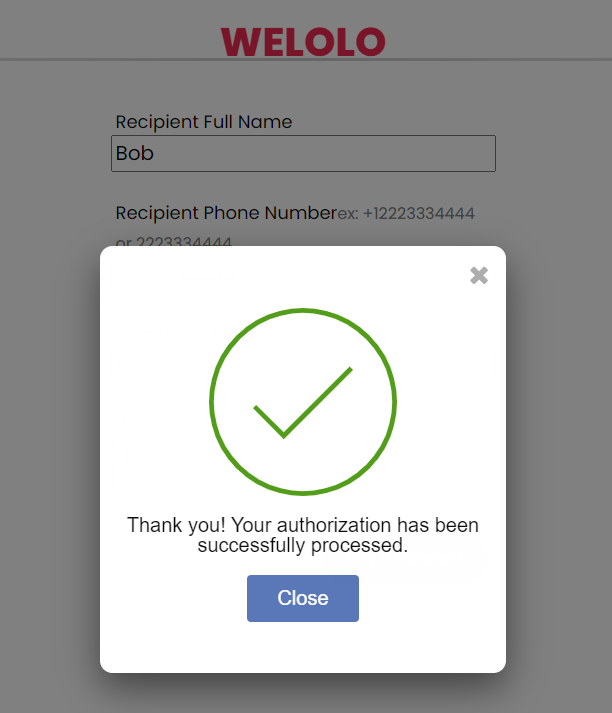 WELOLO
Recipient Full Name
Bob
Recipient Phone Numberex: +12223334444
or 2223334444
Thank you! Your authorization has been
successfully processed.
Close